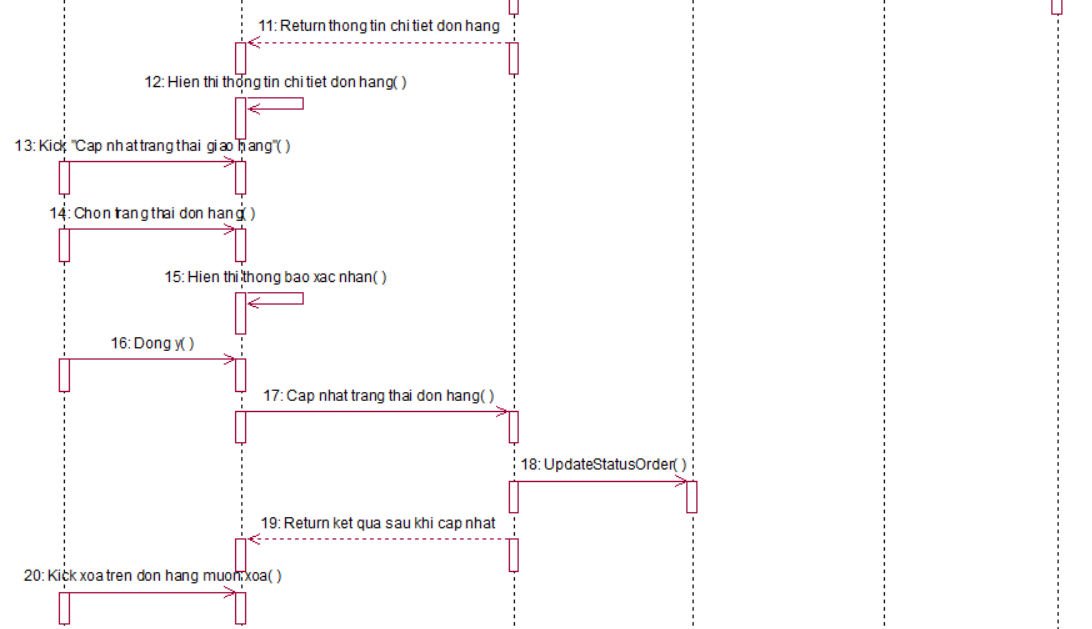 11: Return thong tin chi tiet don hang
12: Hien thi thong tin chi tiet don hang( )
13: Kick "Cap nhat trang thai giao hang"( )
14: Chon trang thai don hang( )
15: Hien thi thong bao xac nhan( )
16: Dong y( )
17: Cap nhat trang thai don hang( )
18: UpdateStatusOrder( )
19: Return ket qua sau khi cap nhat
20: Kick xoa tren don hang muon xoa( )